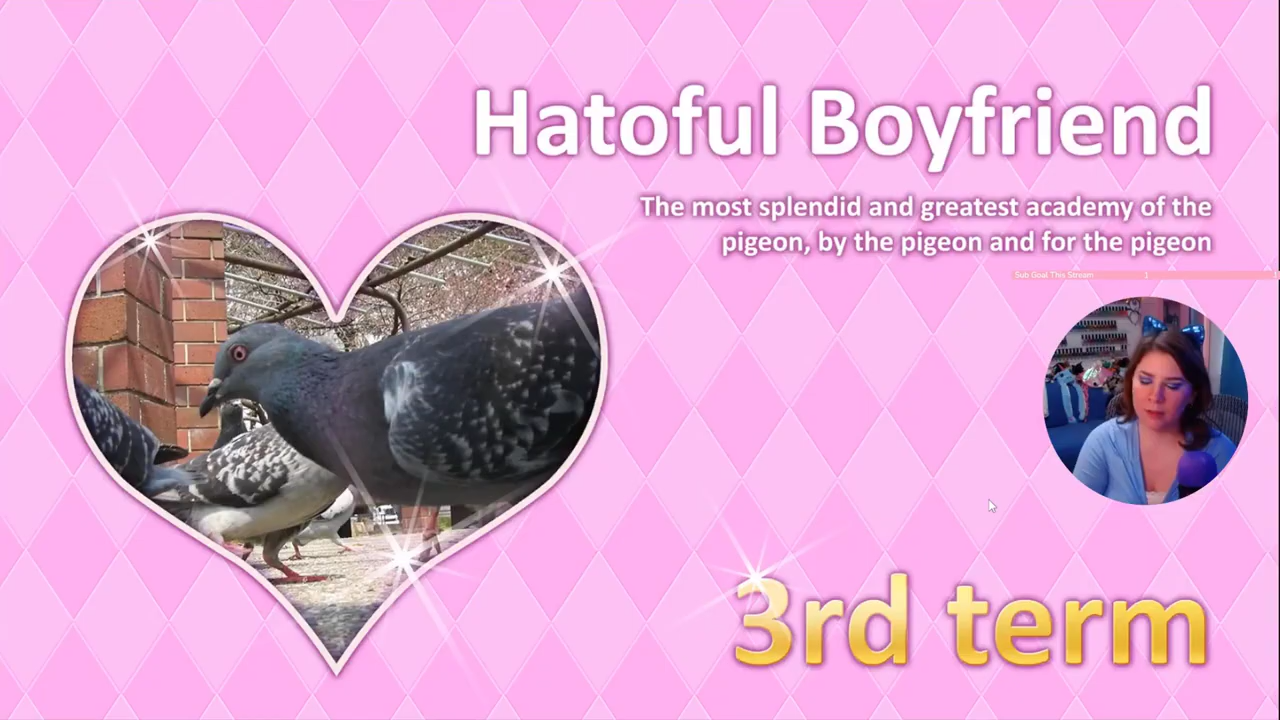 Hatoful Boyfriend
The most splendid and greatest academy of the
pigeon, by the pigeon and for the pigeon
Sub Goal This Stream 1
3rd term